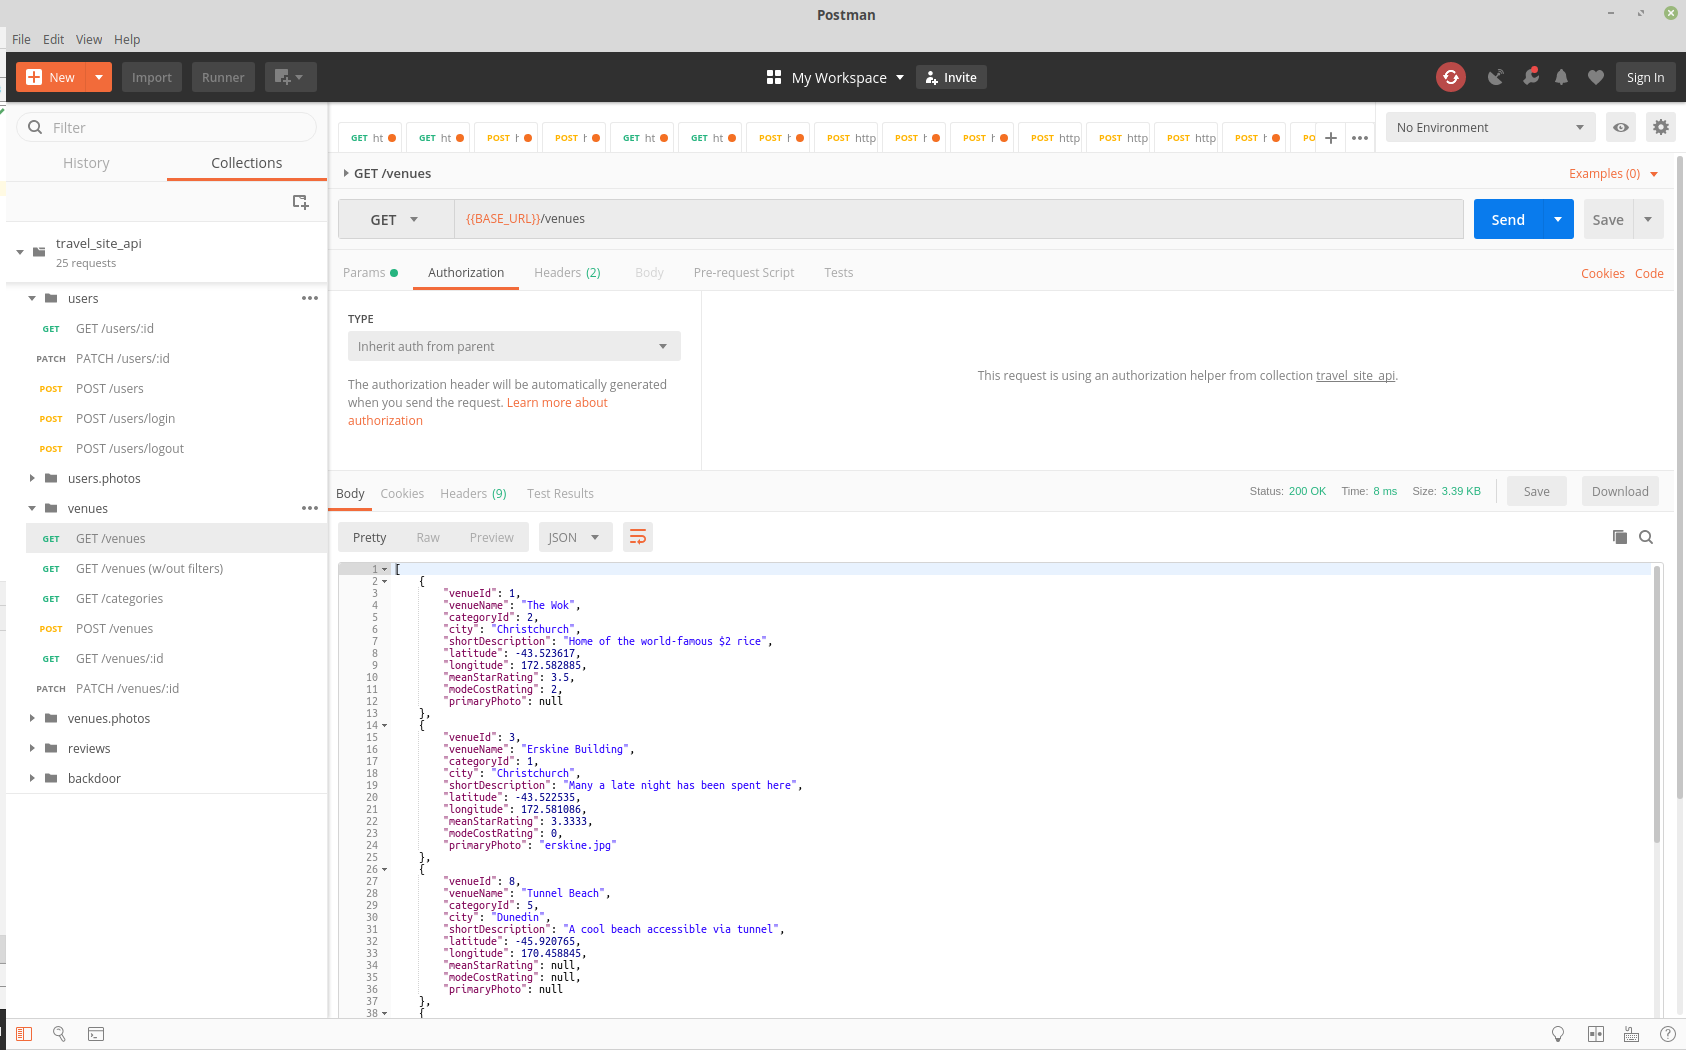 Postman
File Edit View Help
New Import Runner My Workspace Invite Sign In
Filter
History Collections
travel_site_api
25 requests
users
GET GET /users/:id
PATCH PATCH /users/:id
POST POST /users
POST POST /users/login
POST POST /users/logout
users.photos
venues
GET GET /venues
GET GET /venues (w/out filters)
GET GET /categories
POST POST /venues
GET GET /venues/:id
PATCH PATCH /venues/:id
venues.photos
reviews
backdoor
GET ht GET ht POST h POST h GET ht GET ht POST h POST http POST h POST h POST http POST http POST http POST h PO
No Environment
GET /venues Examples (0)
GET {{BASE_URL}}/venues Send Save
Params Authorization Headers (2) Body Pre-request Script Tests Cookies Code
TYPE
Inherit auth from parent
The authorization header will be automatically generated
when you send the request. Learn more about
authorization
This request is using an authorization helper from collection travel_site_api.
Body Cookies Headers (9) Test Results Status: 200 OK Time: 8 ms Size: 3.39 KB Save Download
Pretty Raw Preview JSON
1 [
2 {
3 "venueId": 1,
4 "venueName": "The Wok",
5 "categoryId": 2,
6 "city": "Christchurch",
7 "shortDescription": "Home of the world-famous $2 rice",
8 "latitude": -43.523617,
9 "longitude": 172.582885,
10 "meanStarRating": 3.5,
11 "modeCostRating": 2,
12 "primaryPhoto": null
13 },
14 {
15 "venueId": 3,
16 "venueName": "Erskine Building",
17 "categoryId": 1,
18 "city": "Christchurch",
19 "shortDescription": "Many a late night has been spent here",
20 "latitude": -43.522535,
21 "longitude": 172.581086,
22 "meanStarRating": 3.3333,
23 "modeCostRating": 0,
24 "primaryPhoto": "erskine.jpg"
25 },
26 {
27 "venueId": 8,
28 "venueName": "Tunnel Beach",
29 "categoryId": 5,
30 "city": "Dunedin",
31 "shortDescription": "A cool beach accessible via tunnel",
32 "latitude": -45.920765,
33 "longitude": 170.458845,
34 "meanStarRating": null,
35 "modeCostRating": null,
36 "primaryPhoto": null
37 },
38 {